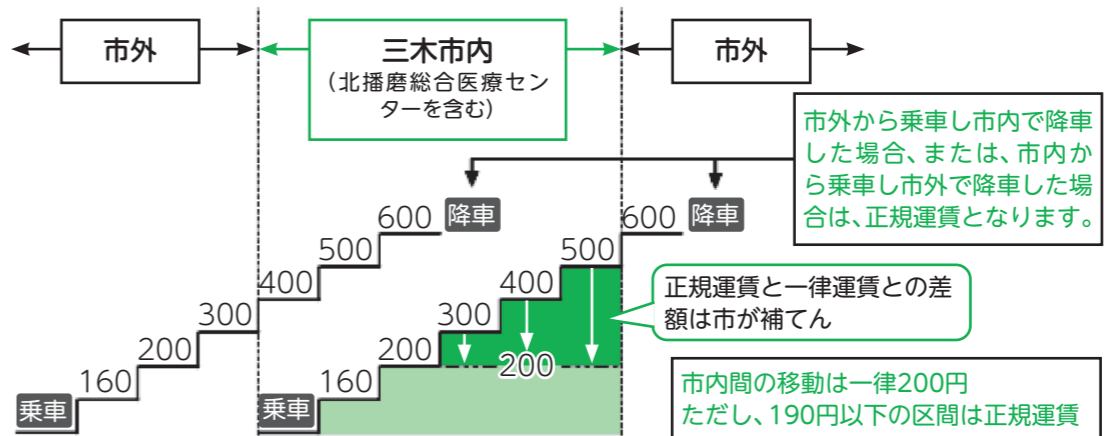 市外
三木市内
(北播磨総合医療セン
ターを含む)
市外
市外から乗車し市内で降車
した場合、または、市内か
ら乗車し市外で降車した場
合は、正規運賃となります。
600 降車
600 降車
500
500
400
400
正規運賃と一律運賃との差
額は市が補てん
300
300
200
200
200
160
160
市内間の移動は一律200円
ただし、190円以下の区間は正規運賃
乗車
乗車